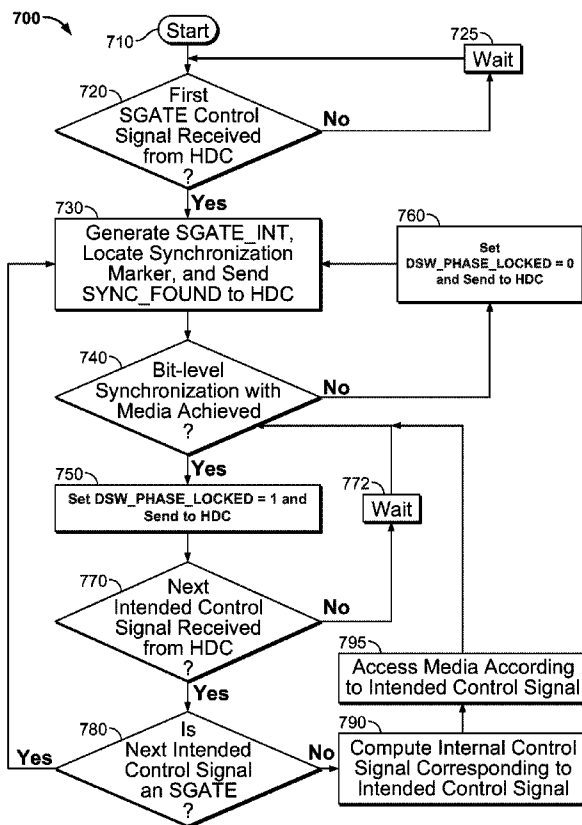 700
710
Start
725
Wait
720
First
SGATE Control
Signal Received
from HDC
?
No
Yes
730
Generate SGATE_INT,
Locate Synchronization
Marker, and Send
SYNC_FOUND to HDC
760
Set
DSW_PHASE_LOCKED = 0
and Send to HDC
740
Bit-level
Synchronization with
Media Achieved
?
No
Yes
750
Set DSW_PHASE_LOCKED = 1 and
Send to HDC
772
Wait
770
Next
Intended Control
Signal Received
from HDC
?
No
Yes
795
Access Media According
to Intended Control Signal
780
Is
Next Intended
Control Signal
an SGATE
?
Yes
No
790
Compute Internal Control
Signal Corresponding to
Intended Control Signal